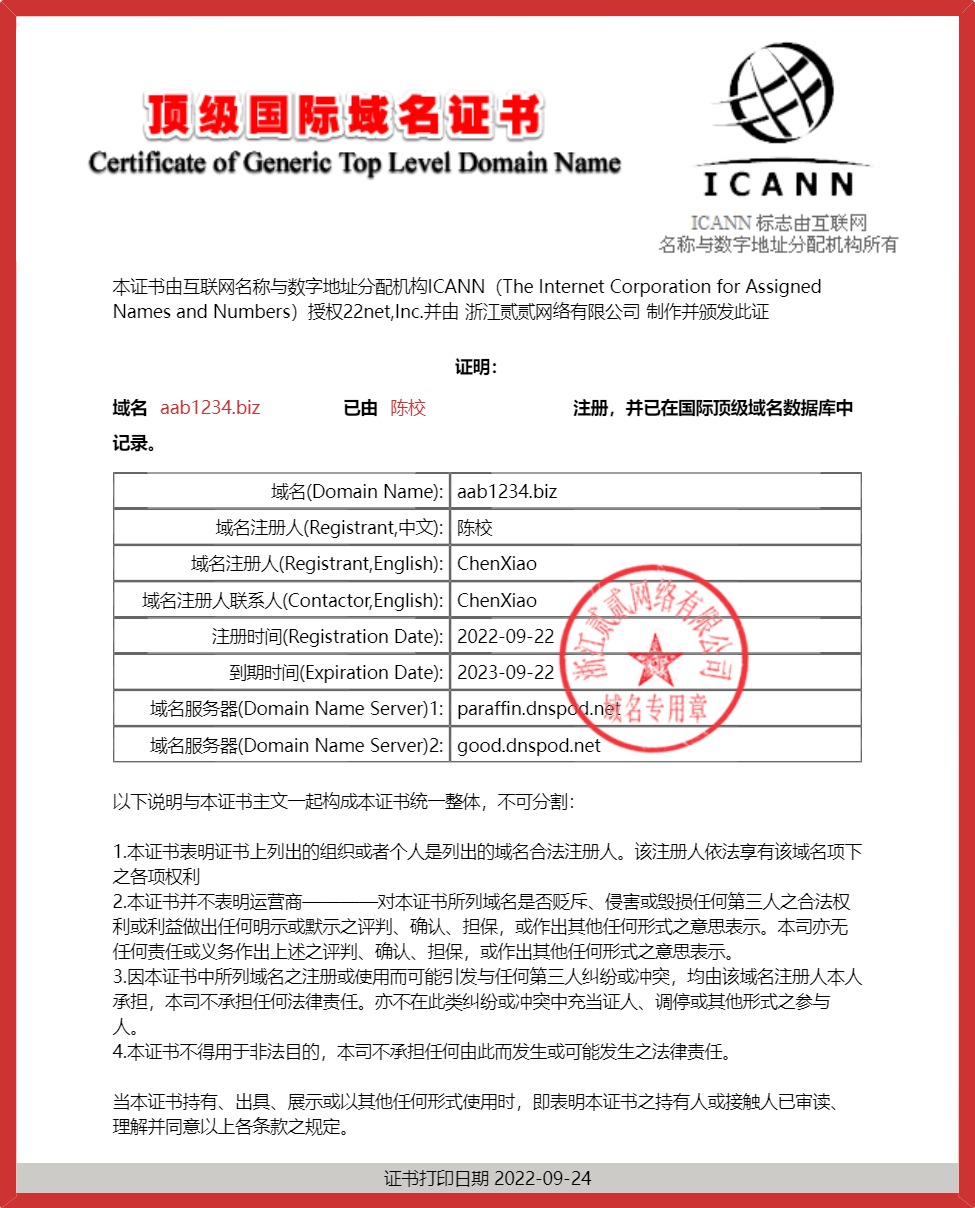 顶级国际域名证书
Certificate of Generic Top Level Domain Name
ICANN
ICANN 标志由互联网
名称与数字地址分配机构所有
本证书由互联网名称与数字地址分配机构ICANN（The Internet Corporation for Assigned
Names and Numbers）授权22net,Inc.并由 浙江贰贰网络有限公司 制作并颁发此证
证明：
域名 aab1234.biz 已由 陈校 注册，并已在国际顶级域名数据库中
记录。
域名(Domain Name): aab1234.biz
域名注册人(Registrant,中文): 陈校
域名注册人(Registrant,English): ChenXiao
域名注册人联系人(Contactor,English): ChenXiao
注册时间(Registration Date): 2022-09-22
到期时间(Expiration Date): 2023-09-22
域名服务器(Domain Name Server)1: paraffin.dnspod.net
域名服务器(Domain Name Server)2: good.dnspod.net
浙江贰贰网络有限公司
域名专用章
以下说明与本证书主文一起构成本证书统一整体，不可分割：
1.本证书表明证书上列出的组织或者个人是列出的域名合法注册人。该注册人依法享有该域名项下
之各项权利
2.本证书并不表明运营商————对本证书所列域名是否贬斥、侵害或毁损任何第三人之合法权
利或利益做出任何明示或默示之评判、确认、担保，或作出其他任何形式之意思表示。本司亦无
任何责任或义务作出上述之评判、确认、担保，或作出其他任何形式之意思表示。
3.因本证书中所列域名之注册或使用而可能引发与任何第三人纠纷或冲突，均由该域名注册人本人
承担，本司不承担任何法律责任。亦不在此类纠纷或冲突中充当证人、调停或其他形式之参与
人。
4.本证书不得用于非法目的，本司不承担任何由此而发生或可能发生之法律责任。
当本证书持有、出具、展示或以其他任何形式使用时，即表明本证书之持有人或接触人已审读、
理解并同意以上各条款之规定。
证书打印日期 2022-09-24